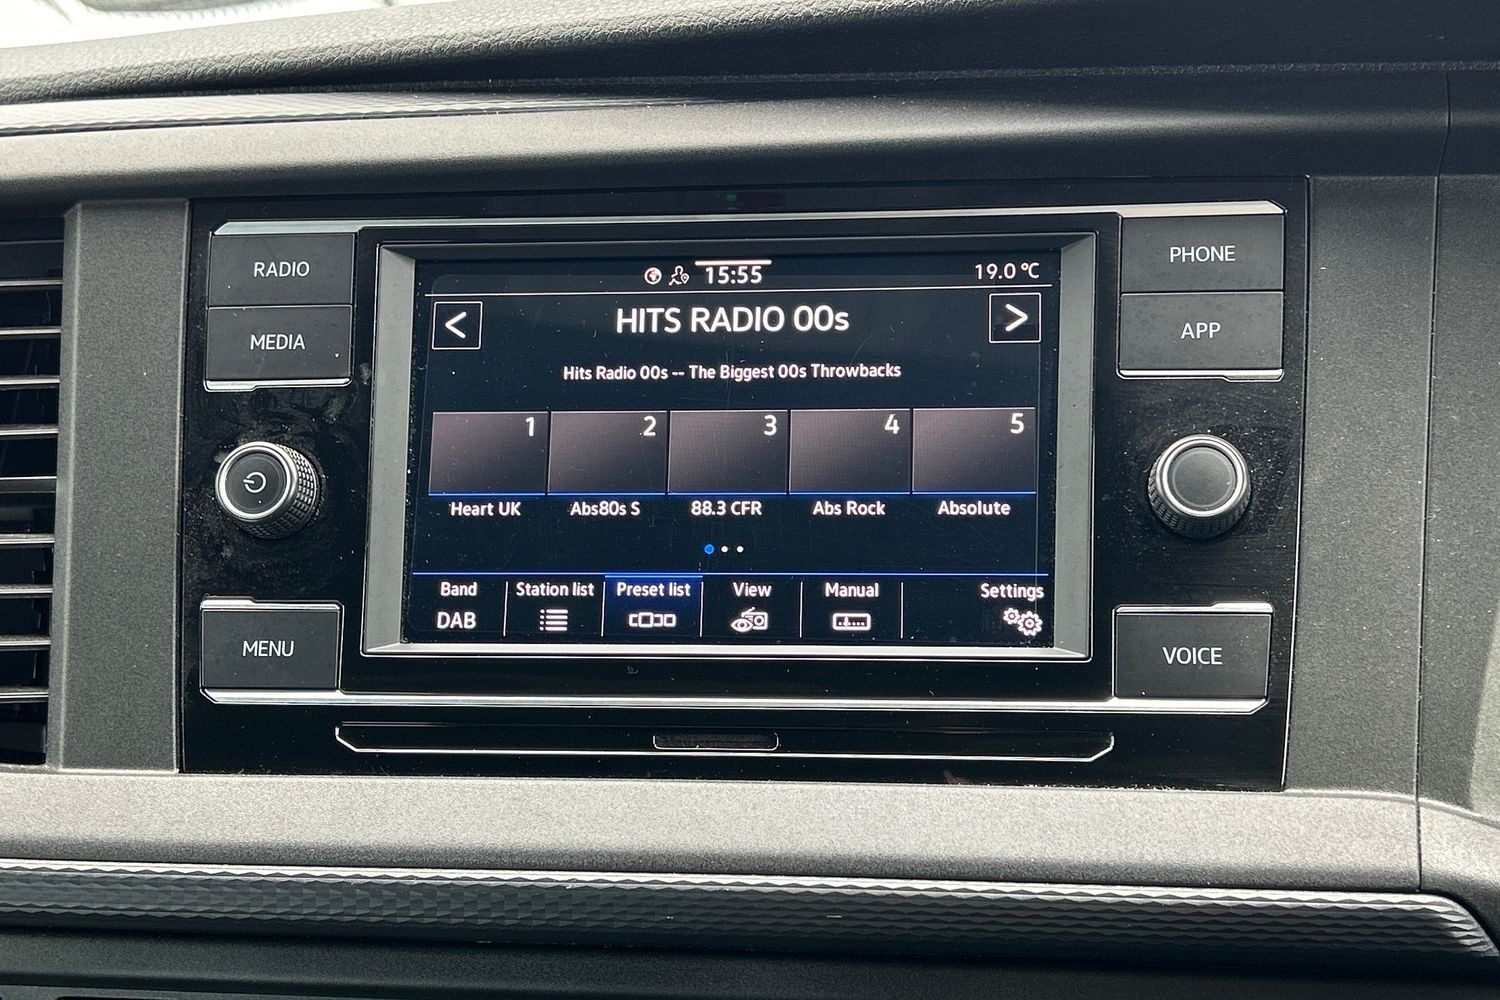 RADIO
MEDIA
MENU
PHONE
APP
VOICE
15:55
19.0 °C
<
HITS RADIO 00s
>
Hits Radio 00s -- The Biggest 00s Throwbacks
1 2 3 4 5
Heart UK Abs80s S 88.3 CFR Abs Rock Absolute
Band Station list Preset list View Manual Settings
DAB